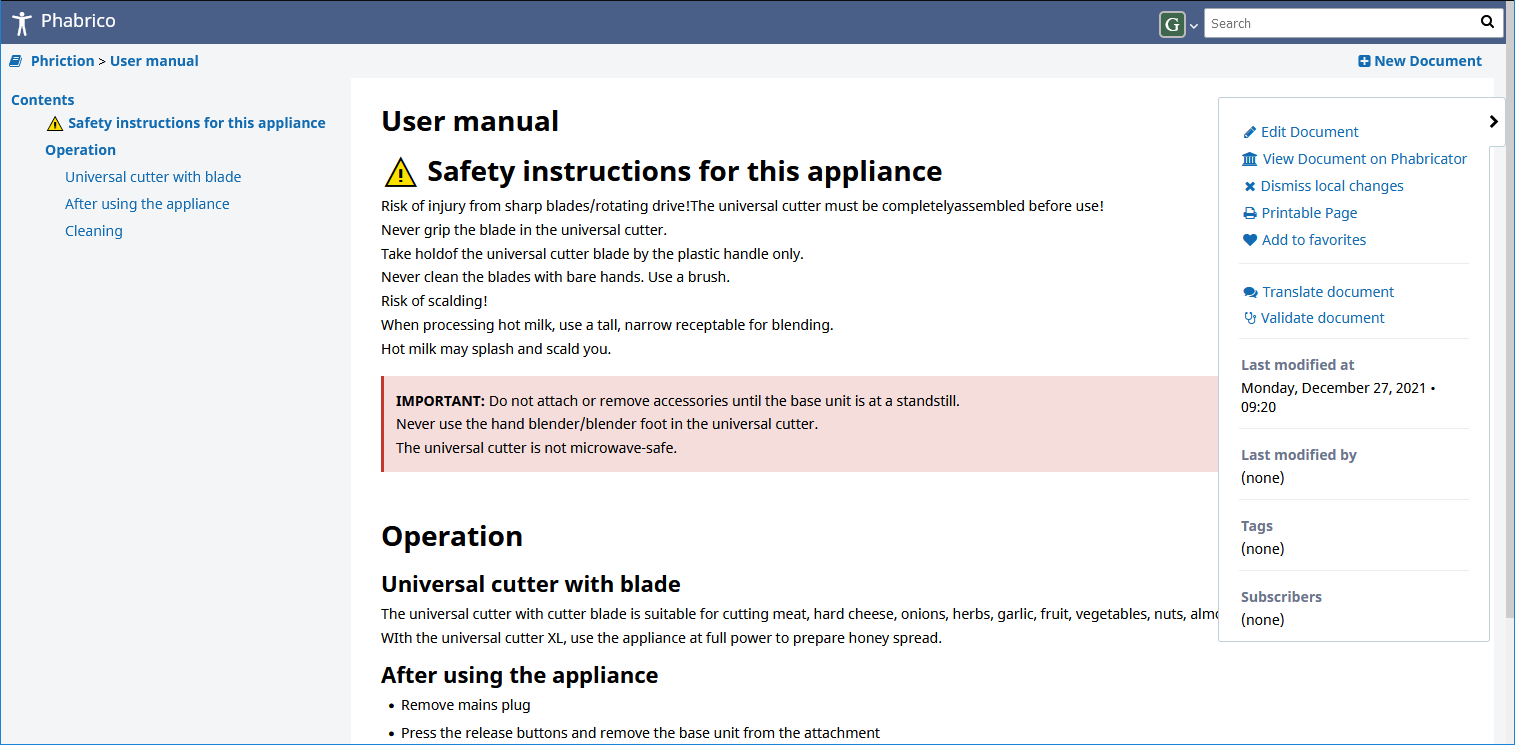 Phabrico
G
Search
Phriction > User manual
New Document
Contents
Safety instructions for this appliance
Operation
Universal cutter with blade
After using the appliance
Cleaning
User manual
Safety instructions for this appliance
Risk of injury from sharp blades/rotating drive!The universal cutter must be completelyassembled before use!
Never grip the blade in the universal cutter.
Take holdof the universal cutter blade by the plastic handle only.
Never clean the blades with bare hands. Use a brush.
Risk of scalding!
When processing hot milk, use a tall, narrow receptable for blending.
Hot milk may splash and scald you.
IMPORTANT: Do not attach or remove accessories until the base unit is at a standstill.
Never use the hand blender/blender foot in the universal cutter.
The universal cutter is not microwave-safe.
Operation
Universal cutter with blade
The universal cutter with cutter blade is suitable for cutting meat, hard cheese, onions, herbs, garlic, fruit, vegetables, nuts,
WIth the universal cutter XL, use the appliance at full power to prepare honey spread.
After using the appliance
• Remove mains plug
• Press the release buttons and remove the base unit from the attachment
Edit Document
View Document on Phabricator
Dismiss local changes
Printable Page
Add to favorites
Translate document
Validate document
Last modified at
Monday, December 27, 2021 •
09:20
Last modified by
(none)
Tags
(none)
Subscribers
(none)